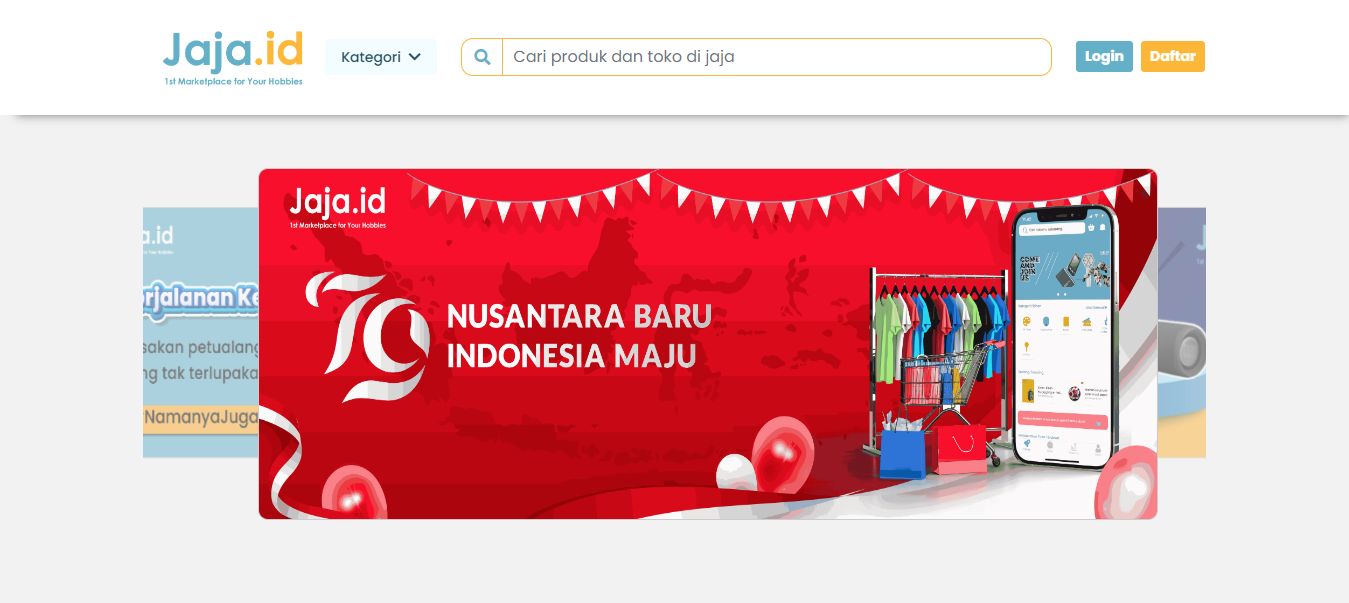 Jaja.id
1st Marketplace for Your Hobbies
Kategori
Cari produk dan toko di jaja
Login
Daftar
Jaja.id
1st Marketplace for Your Hobbies
79
NUSANTARA BARU
INDONESIA MAJU
COME
AND
JOIN
US
a.id
rjalanan Ke
sakan petualang
ng tak terlupaka
NamanyaJuga